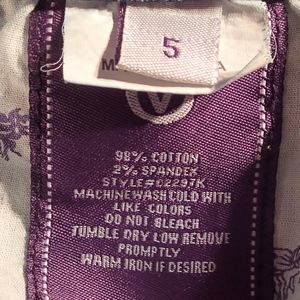 5
M
A
V
98% COTTON
2% SPANDEX
STYLE#02297K
MACHINE WASH COLD WITH
LIKE COLORS
DO NOT BLEACH
TUMBLE DRY LOW REMOVE
PROMPTLY
WARM IRON IF DESIRED